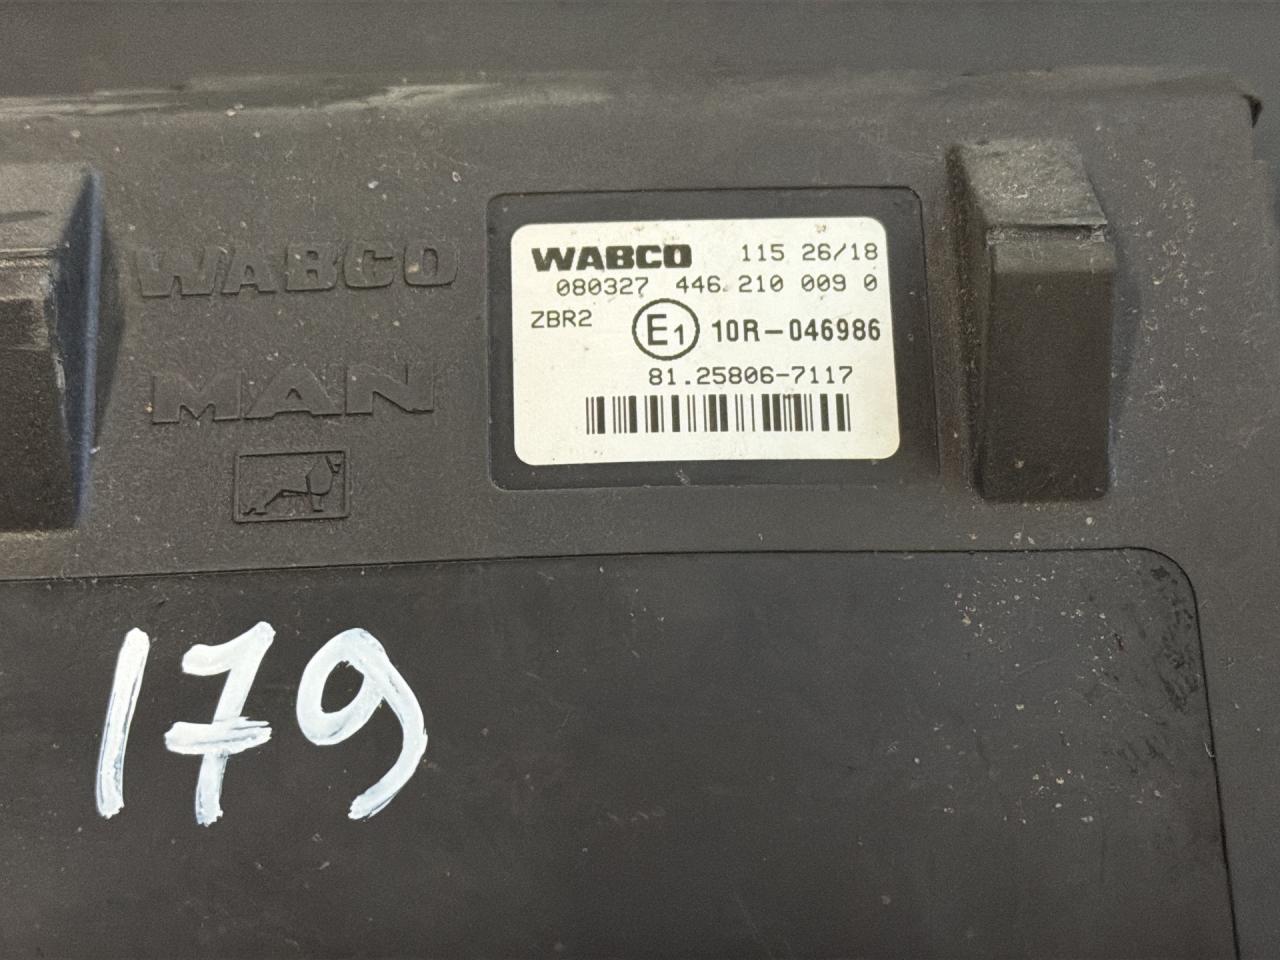 WABCO
MAN
WABCO 115 26/18
080327 446 210 009 0
ZBR2 E1 10R-046986
81.25806-7117
179